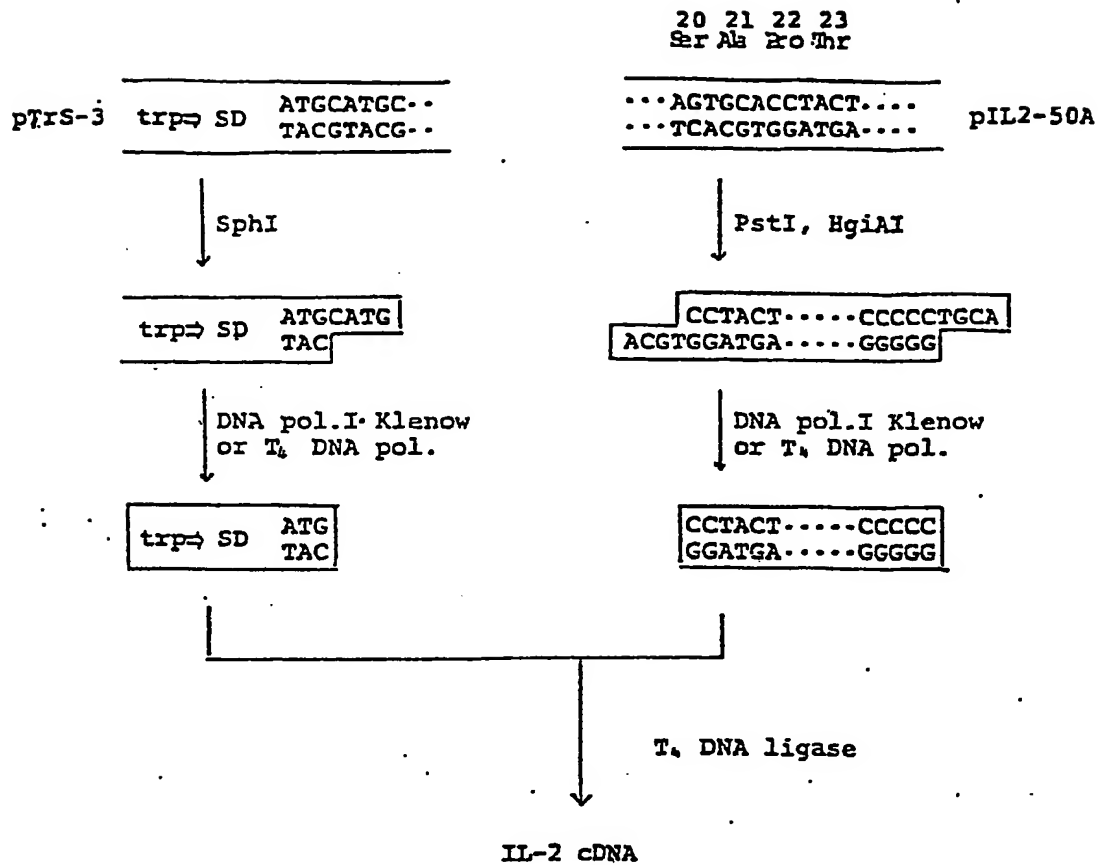 20 21 22 23
Ser Ala Pro Thr
pTrS-3 trp⇒ SD ATGCATGC··
TACGTACG··
···AGTGCACCTACT····
···TCACGTGGATGA····
pIL2-50A
SphI
PstI, HgiAI
trp⇒ SD ATGCATG
TAC
CCTACT·····CCCCCTGCA
ACGTGGATGA·····GGGGG
DNA pol.I· Klenow
or T₄ DNA pol.
DNA pol.I Klenow
or T₄ DNA pol.
trp⇒ SD ATG
TAC
CCTACT·····CCCCC
GGATGA·····GGGGG
T₄ DNA ligase
IL-2 cDNA